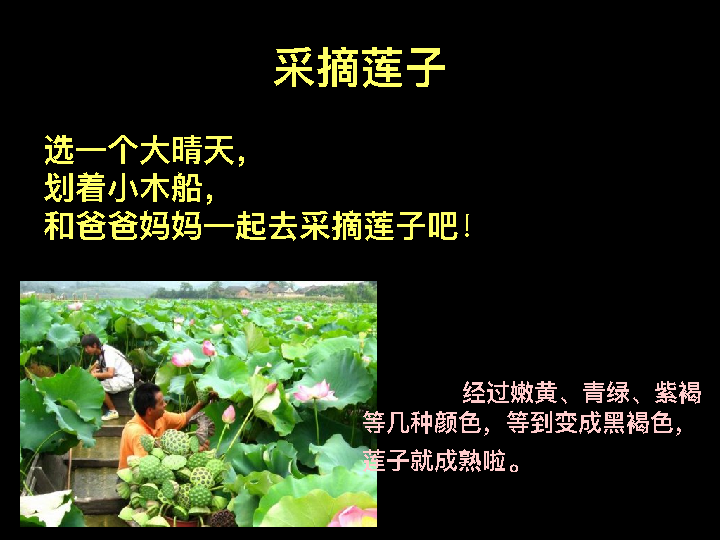 采摘莲子
选一个大晴天，
划着小木船，
和爸爸妈妈一起去采摘莲子吧！
经过嫩黄、青绿、紫褐
等几种颜色，等到变成黑褐色，
莲子就成熟啦。